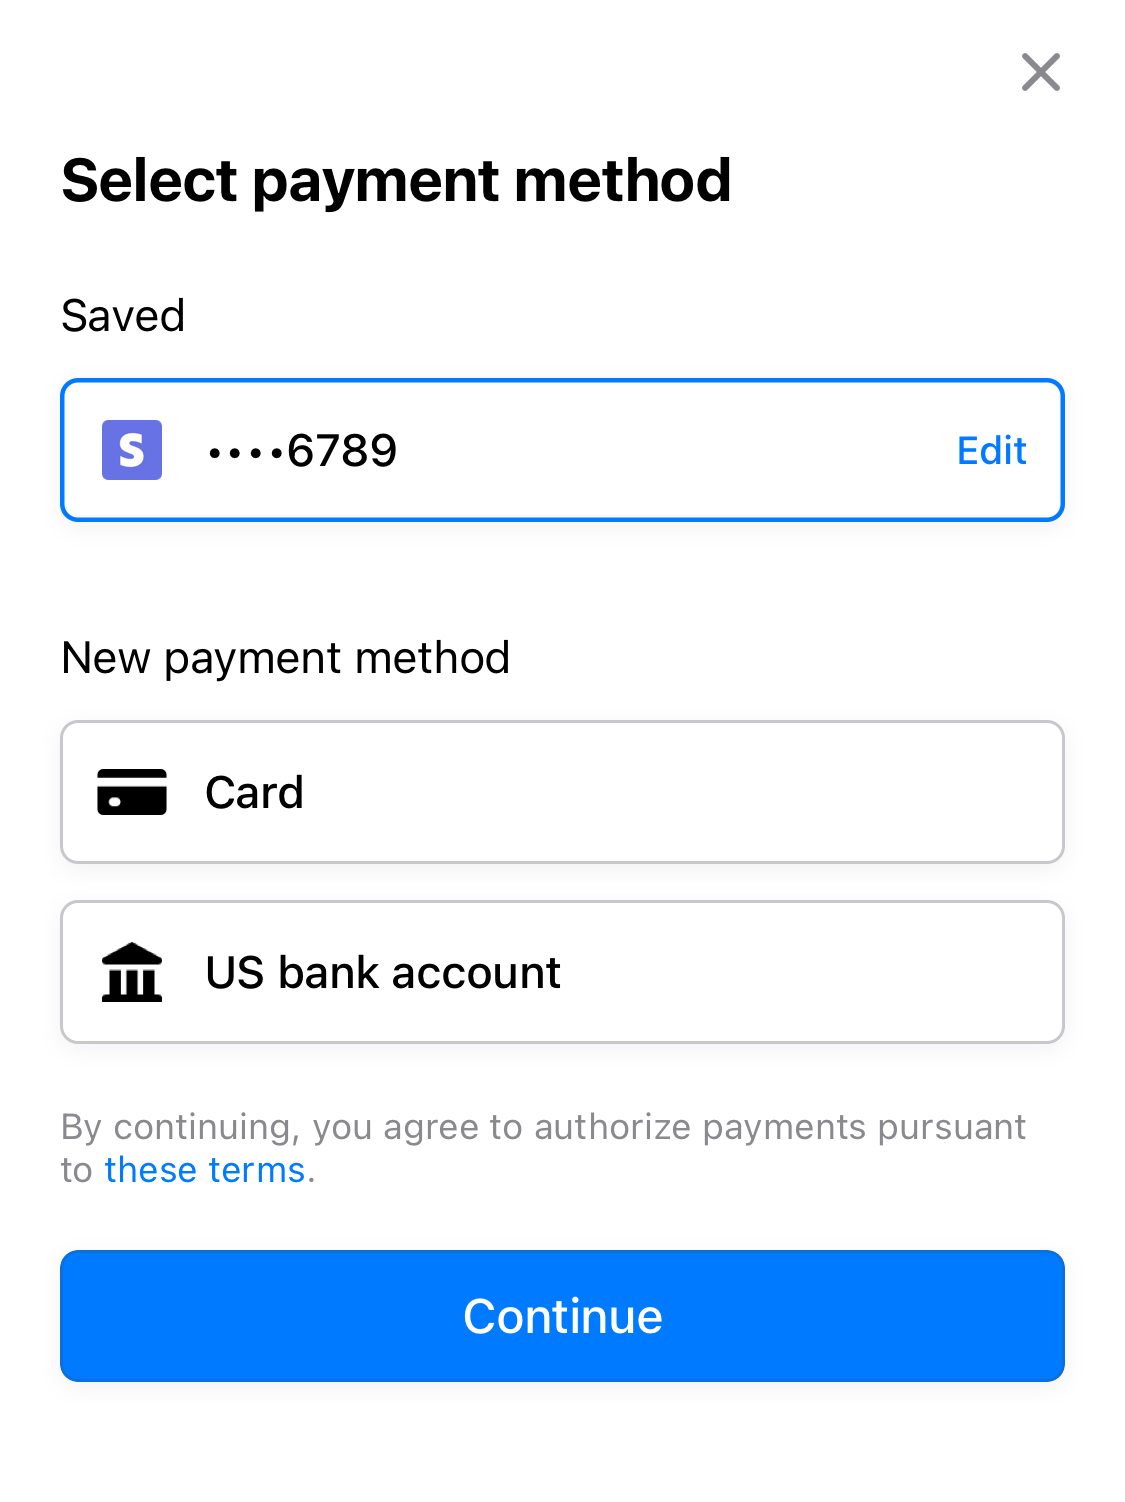 Select payment method
Saved
S ····6789 Edit
New payment method
Card
US bank account
By continuing, you agree to authorize payments pursuant
to these terms.
Continue